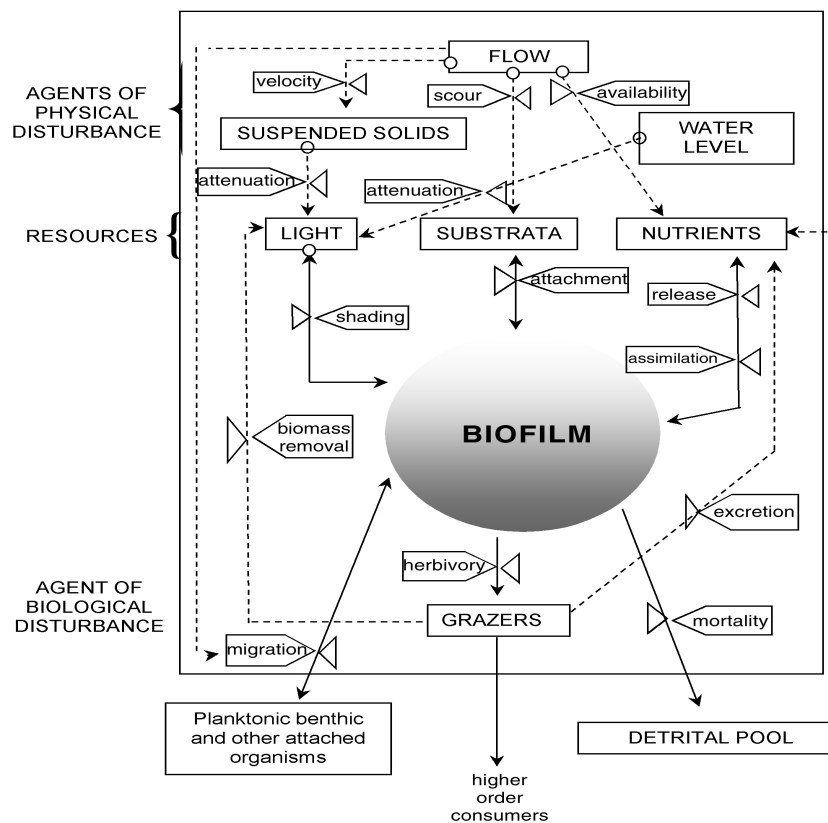 FLOW
velocity
scour
availability
AGENTS OF
PHYSICAL
DISTURBANCE
SUSPENDED SOLIDS
WATER
LEVEL
attenuation
attenuation
RESOURCES
LIGHT
SUBSTRATA
NUTRIENTS
attachment
release
shading
assimilation
BIOFILM
biomass
removal
excretion
herbivory
AGENT OF
BIOLOGICAL
DISTURBANCE
GRAZERS
mortality
migration
Planktonic benthic
and other attached
organisms
DETRITAL POOL
higher
order
consumers